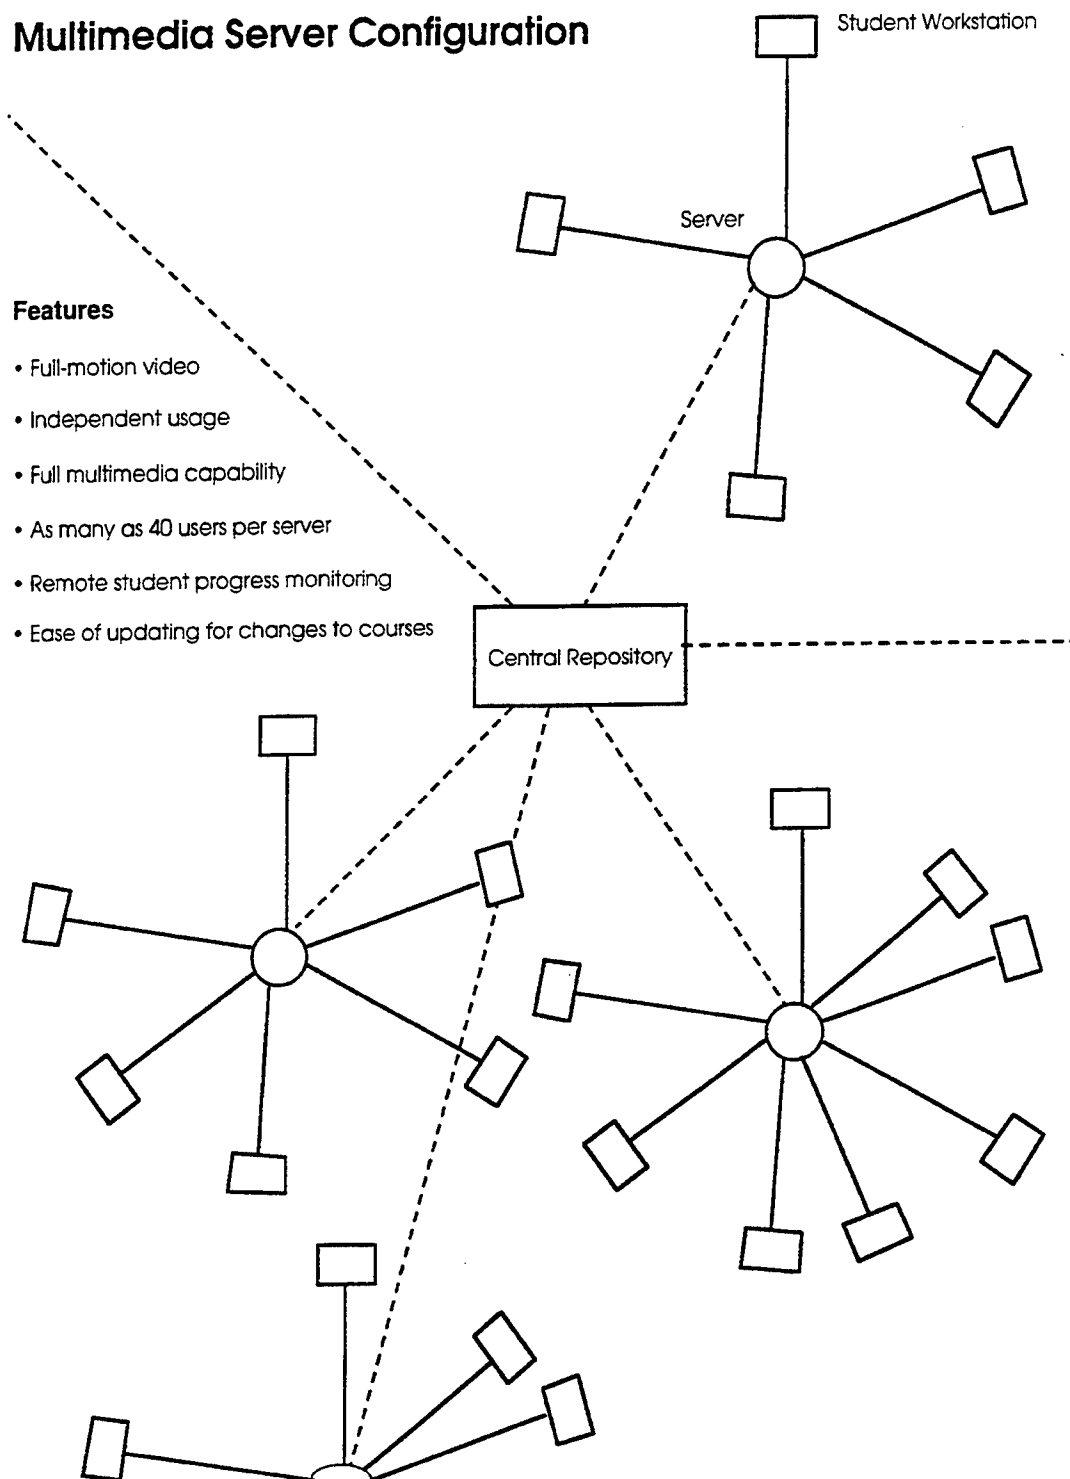 Multimedia Server Configuration
Student Workstation
Server
Features
• Full-motion video
• Independent usage
• Full multimedia capability
• As many as 40 users per server
• Remote student progress monitoring
• Ease of updating for changes to courses
Central Repository